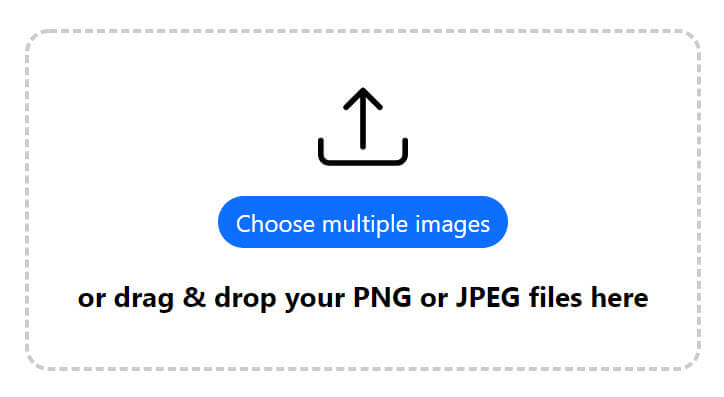 Choose multiple images
or drag & drop your PNG or JPEG files here